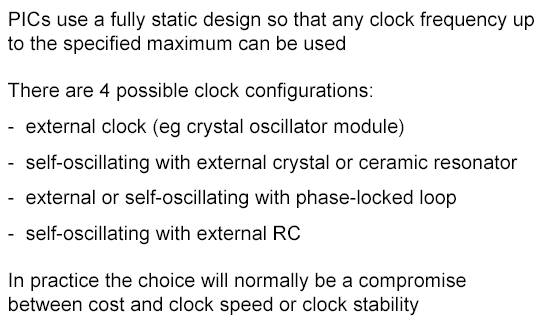 PICs use a fully static design so that any clock frequency up
to the specified maximum can be used
There are 4 possible clock configurations:
- external clock (eg crystal oscillator module)
- self-oscillating with external crystal or ceramic resonator
- external or self-oscillating with phase-locked loop
- self-oscillating with external RC
In practice the choice will normally be a compromise
between cost and clock speed or clock stability